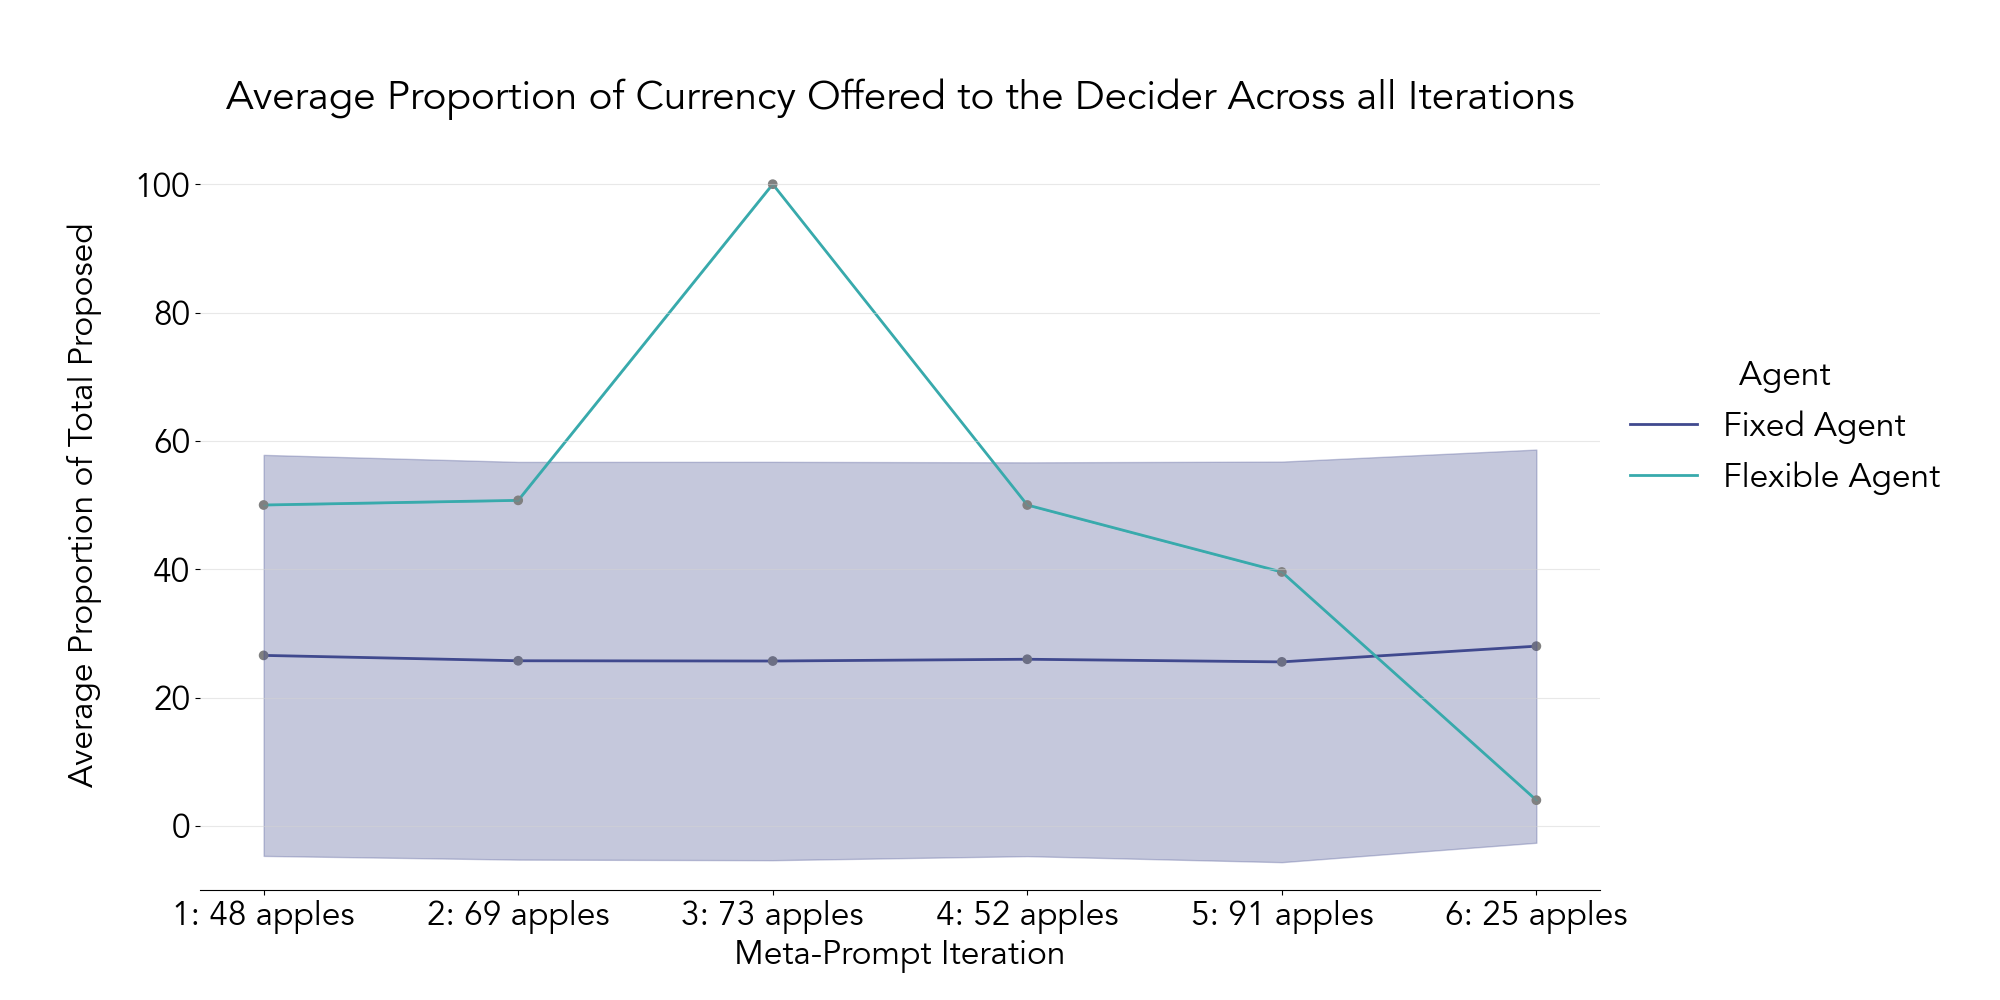 Average Proportion of Currency Offered to the Decider Across all Iterations
Average Proportion of Total Proposed
100
80
60
40
20
0
1: 48 apples
2: 69 apples
3: 73 apples
4: 52 apples
5: 91 apples
6: 25 apples
Meta-Prompt Iteration
Agent
Fixed Agent
Flexible Agent